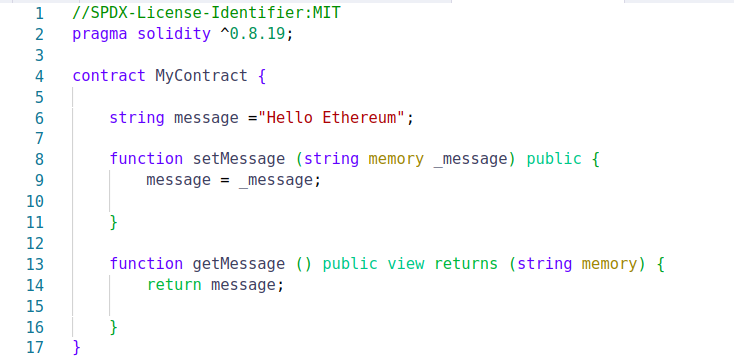 1 //SPDX-License-Identifier:MIT
2 pragma solidity ^0.8.19;
3
4 contract MyContract {
5
6 string message ="Hello Ethereum";
7
8 function setMessage (string memory _message) public {
9 message = _message;
10
11 }
12
13 function getMessage () public view returns (string memory) {
14 return message;
15
16 }
17 }